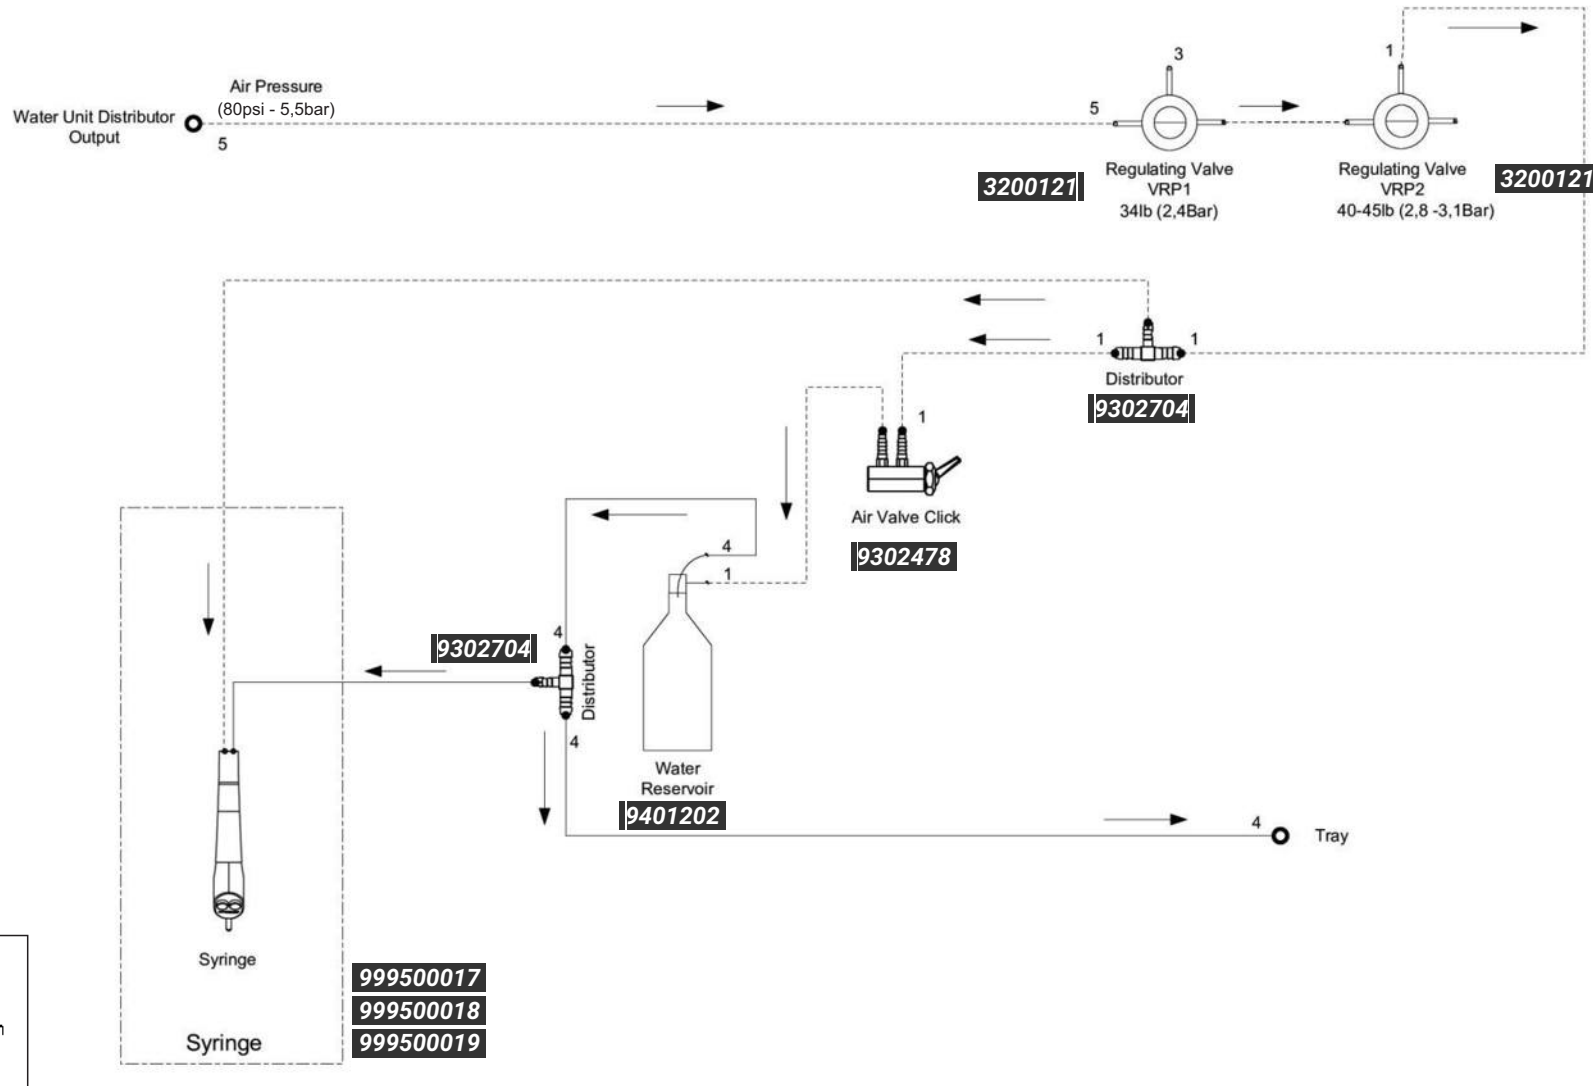 Air Pressure
(80psi - 5,5bar)
Water Unit Distributor
Output
5
5
3
1
3200121
Regulating Valve
VRP1
34lb (2,4Bar)
Regulating Valve
VRP2
40-45lb (2,8 -3,1Bar)
3200121
1
1
Distributor
9302704
1
Air Valve Click
9302478
4
1
9302704
4
Distributor
4
Water
Reservoir
9401202
4
Tray
Syringe
Syringe
999500017
999500018
999500019